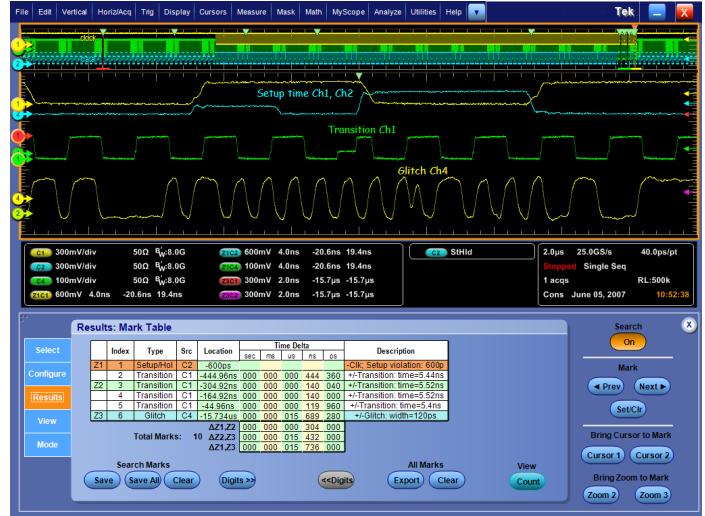 File Edit Vertical Horiz/Acq Trig Display Cursors Measure Mask Math MyScope Analyze Utilities Help Tek X
clock
Setup time Ch1, Ch2
Transition Ch1
Glitch Ch4
C1 300mV/div 50Ω BW:8.0G Z1C2 600mV 4.0ns -20.6ns 19.4ns C2 StHld 2.0μs 25.0GS/s 40.0ps/pt
C2 300mV/div 50Ω BW:8.0G Z1C4 100mV 4.0ns -20.6ns 19.4ns Stopped Single Seq
C4 100mV/div 50Ω BW:8.0G Z3C1 300mV 2.0ns -15.7μs -15.7μs 1 acqs RL:500k
Z1C1 600mV 4.0ns -20.6ns 19.4ns Z3C2 300mV 2.0ns -15.7μs -15.7μs Cons June 05, 2007 10:52:38
Results: Mark Table
Select
Configure
Results
View
Mode
Index Type Src Location Time Delta Description
sec ms us ns ps
Z1 1 Setup/Hol C2 -600ps -Clk; Setup violation: 600p
2 Transition C1 -444.96ns 000 000 000 444 360 +/-Transition: time=5.44ns
Z2 3 Transition C1 -304.92ns 000 000 000 140 040 +/-Transition: time=5.52ns
4 Transition C1 -164.92ns 000 000 000 140 000 +/-Transition: time=5.52ns
5 Transition C1 -44.96ns 000 000 000 119 960 +/-Transition: time=5.4ns
Z3 6 Glitch C4 -15.734us 000 000 015 689 280 +/-Glitch: width=120ps
ΔZ1,Z2 000 000 000 304 000
Total Marks: 10 ΔZ2,Z3 000 000 015 432 000
ΔZ1,Z3 000 000 015 736 000
Search Marks
Save Save All Clear Digits >> <<Digits
All Marks
Export Clear
View
Count
Search
On
X
Mark
Prev Next
Set/Clr
Bring Cursor to Mark
Cursor 1 Cursor 2
Bring Zoom to Mark
Zoom 2 Zoom 3